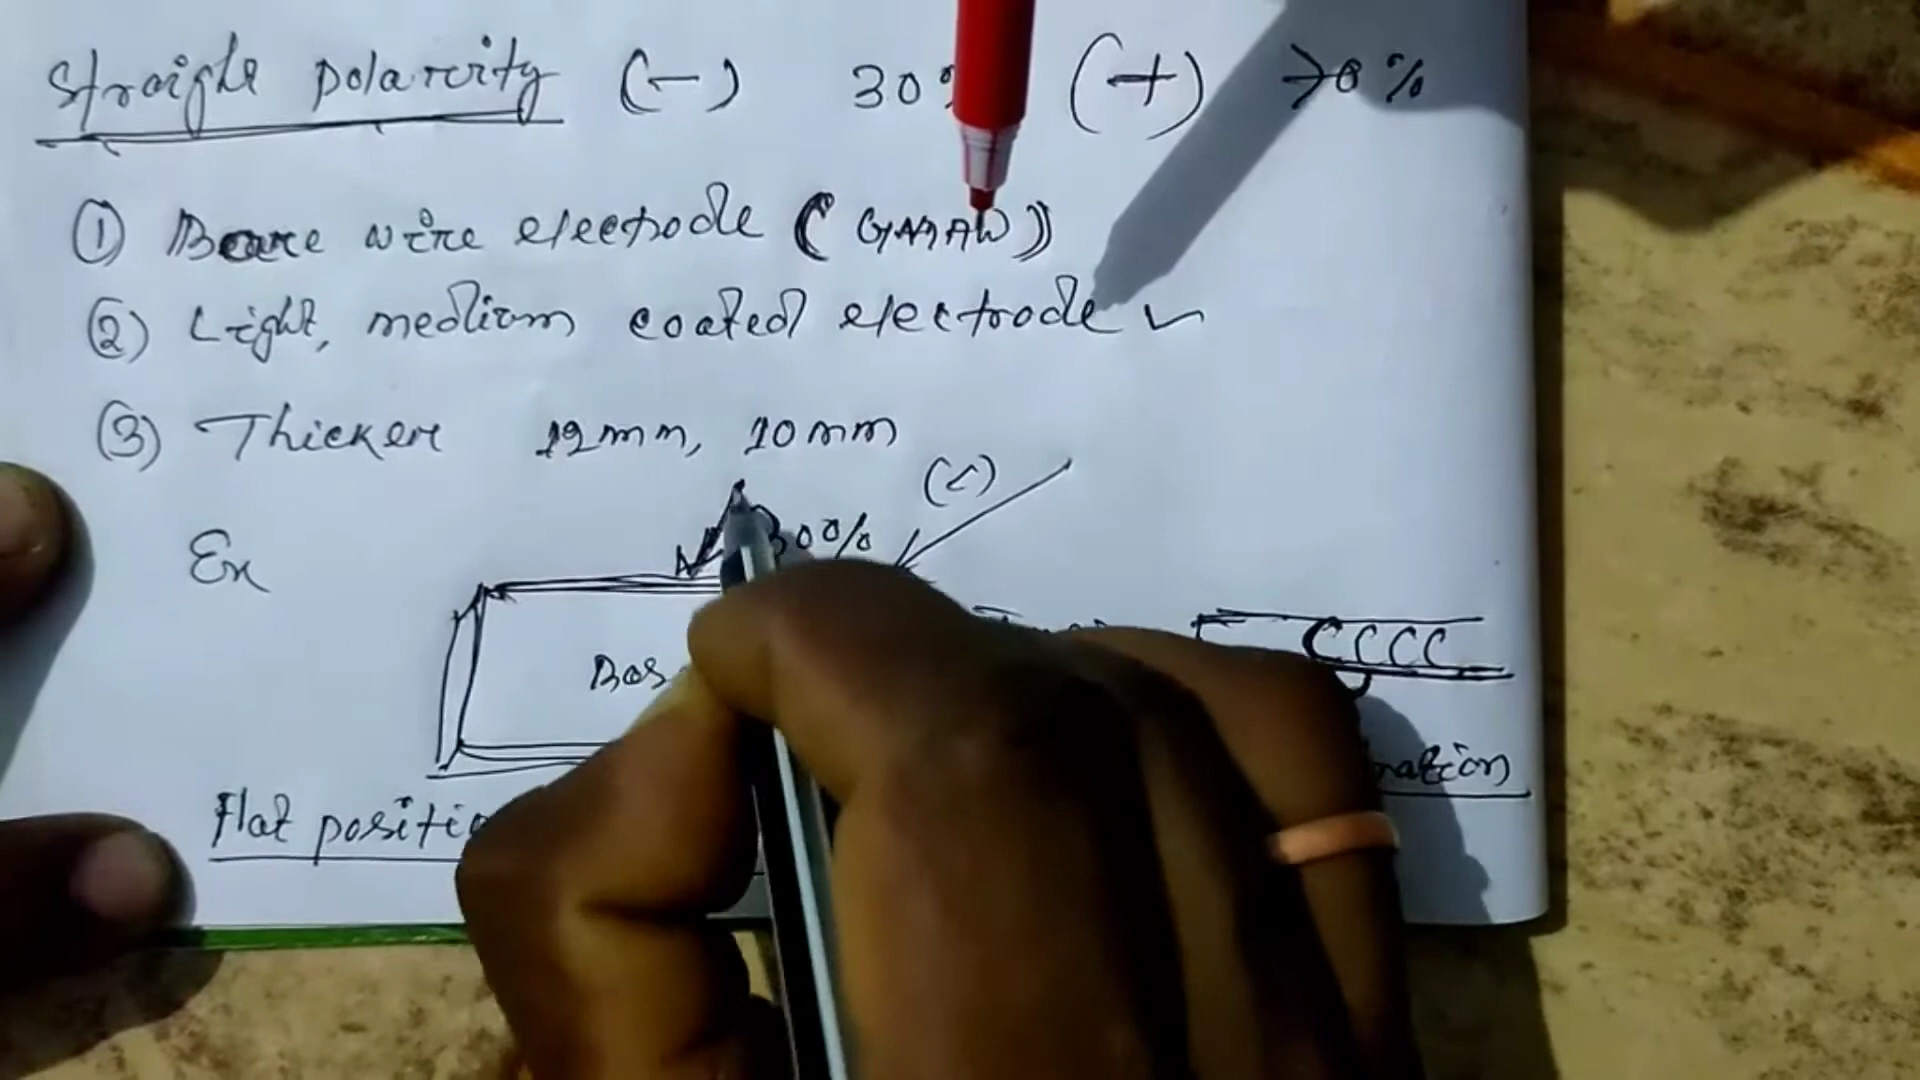 Straight polarity (-) 30% (+) 70%
① Bare wire electrode (GMAW)
② Light, medium coated electrode
③ Thicker 12mm, 10mm
(<)
Ex 30%
CCCC
Flat